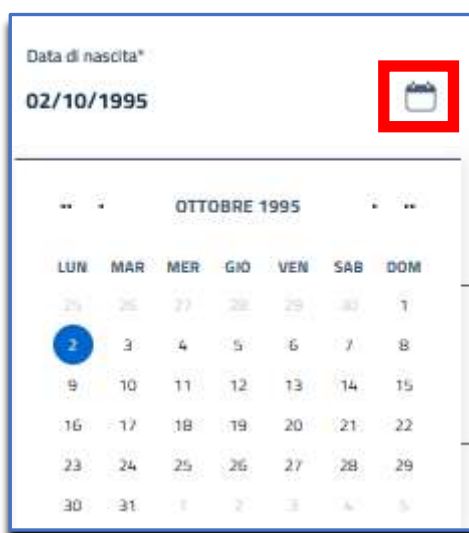 Data di nascita*
02/10/1995
OTTOBRE 1995
LUN MAR MER GIO VEN SAB DOM
25 26 27 28 29 30 1
2 3 4 5 6 7 8
9 10 11 12 13 14 15
16 17 18 19 20 21 22
23 24 25 26 27 28 29
30 31 1 2 3 4 5